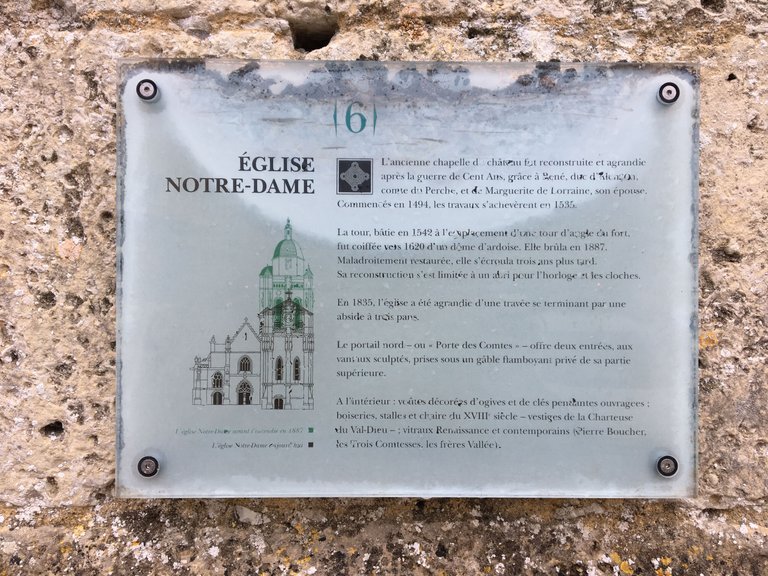 (6)
ÉGLISE
NOTRE-DAME
L'ancienne chapelle du château fut reconstruite et agrandie
après la guerre de Cent Ans, grâce à René, duc d'Alençon,
comte du Perche, et de Marguerite de Lorraine, son épouse.
Commencés en 1494, les travaux s'achevèrent en 1535.
La tour, bâtie en 1542 à l'emplacement d'une tour d'angle du fort,
fut coiffée vers 1620 d'un dôme d'ardoise. Elle brûla en 1887.
Maladroitement restaurée, elle s'écroula trois ans plus tard.
Sa reconstruction s'est limitée à un abri pour l'horloge et les cloches.
En 1835, l'église a été agrandie d'une travée se terminant par une
abside à trois pans.
Le portail nord – ou « Porte des Comtes » – offre deux entrées, aux
vantaux sculptés, prises sous un gâble flamboyant privé de sa partie
supérieure.
A l'intérieur : voûtes décorées d'ogives et de clés pendantes ouvragées ;
boiseries, stalles et chaire du XVIIIe siècle – vestiges de la Chartreuse
du Val-Dieu – ; vitraux Renaissance et contemporains (Pierre Boucher,
les Trois Comtesses, les frères Vallée).
L'église Notre-Dame avant l'incendie en 1887
L'église Notre-Dame aujourd'hui